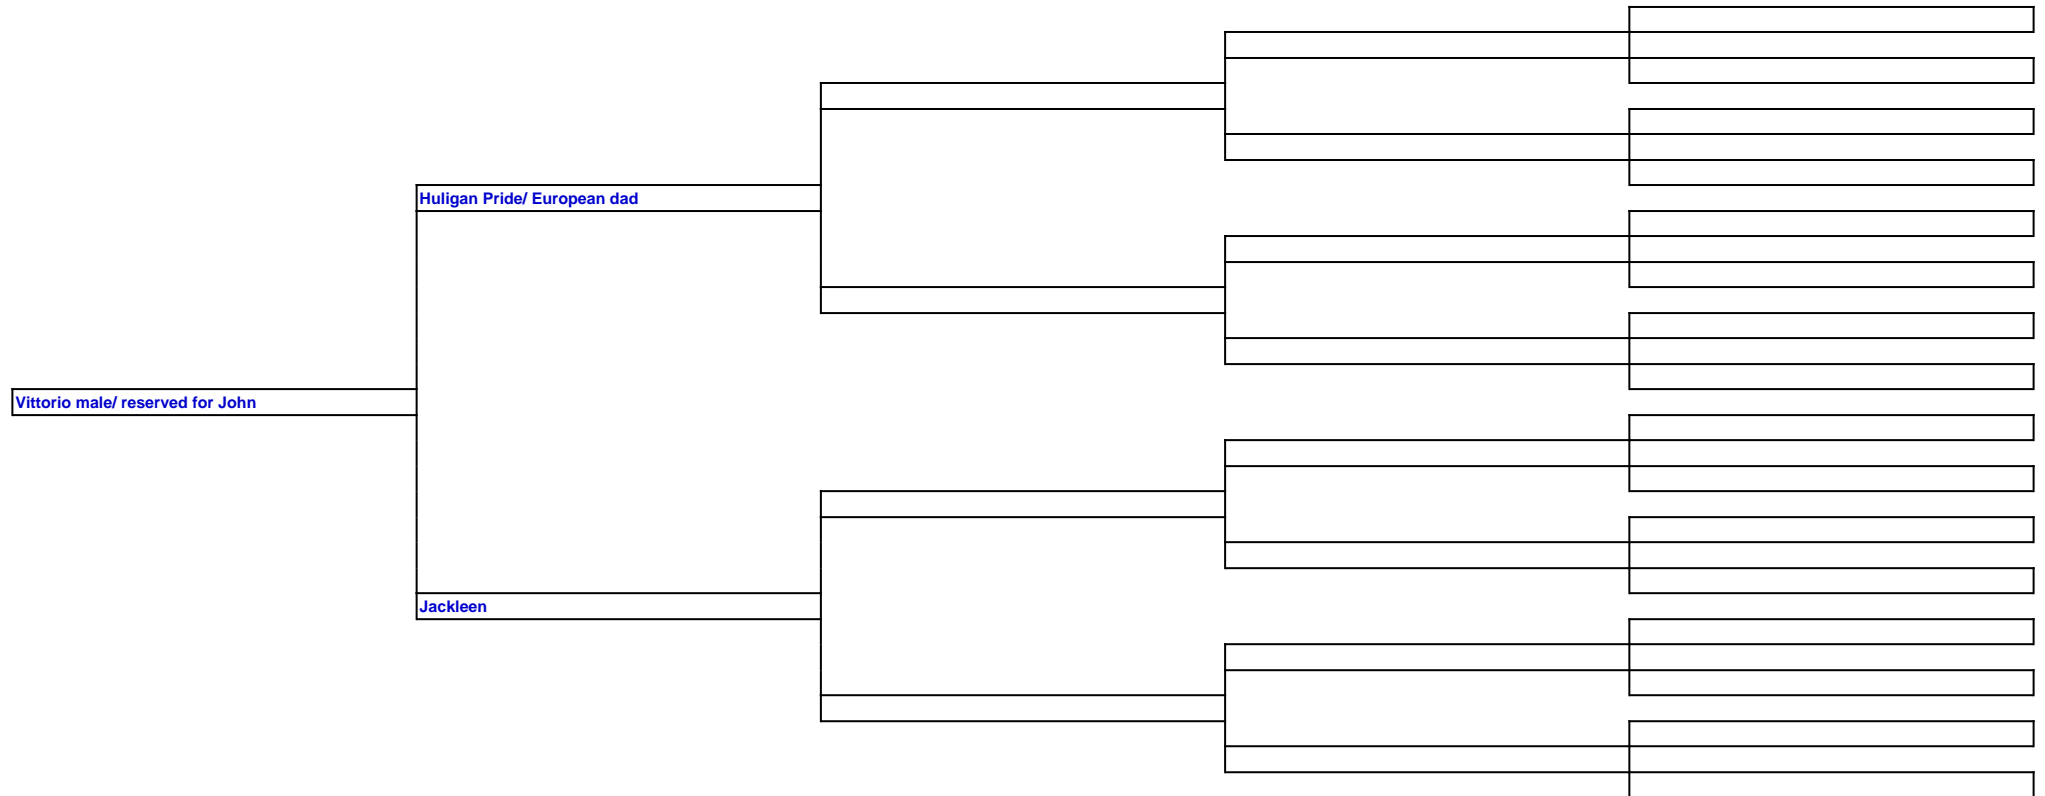 Huligan Pride/ European dad
Vittorio male/ reserved for John
Jackleen